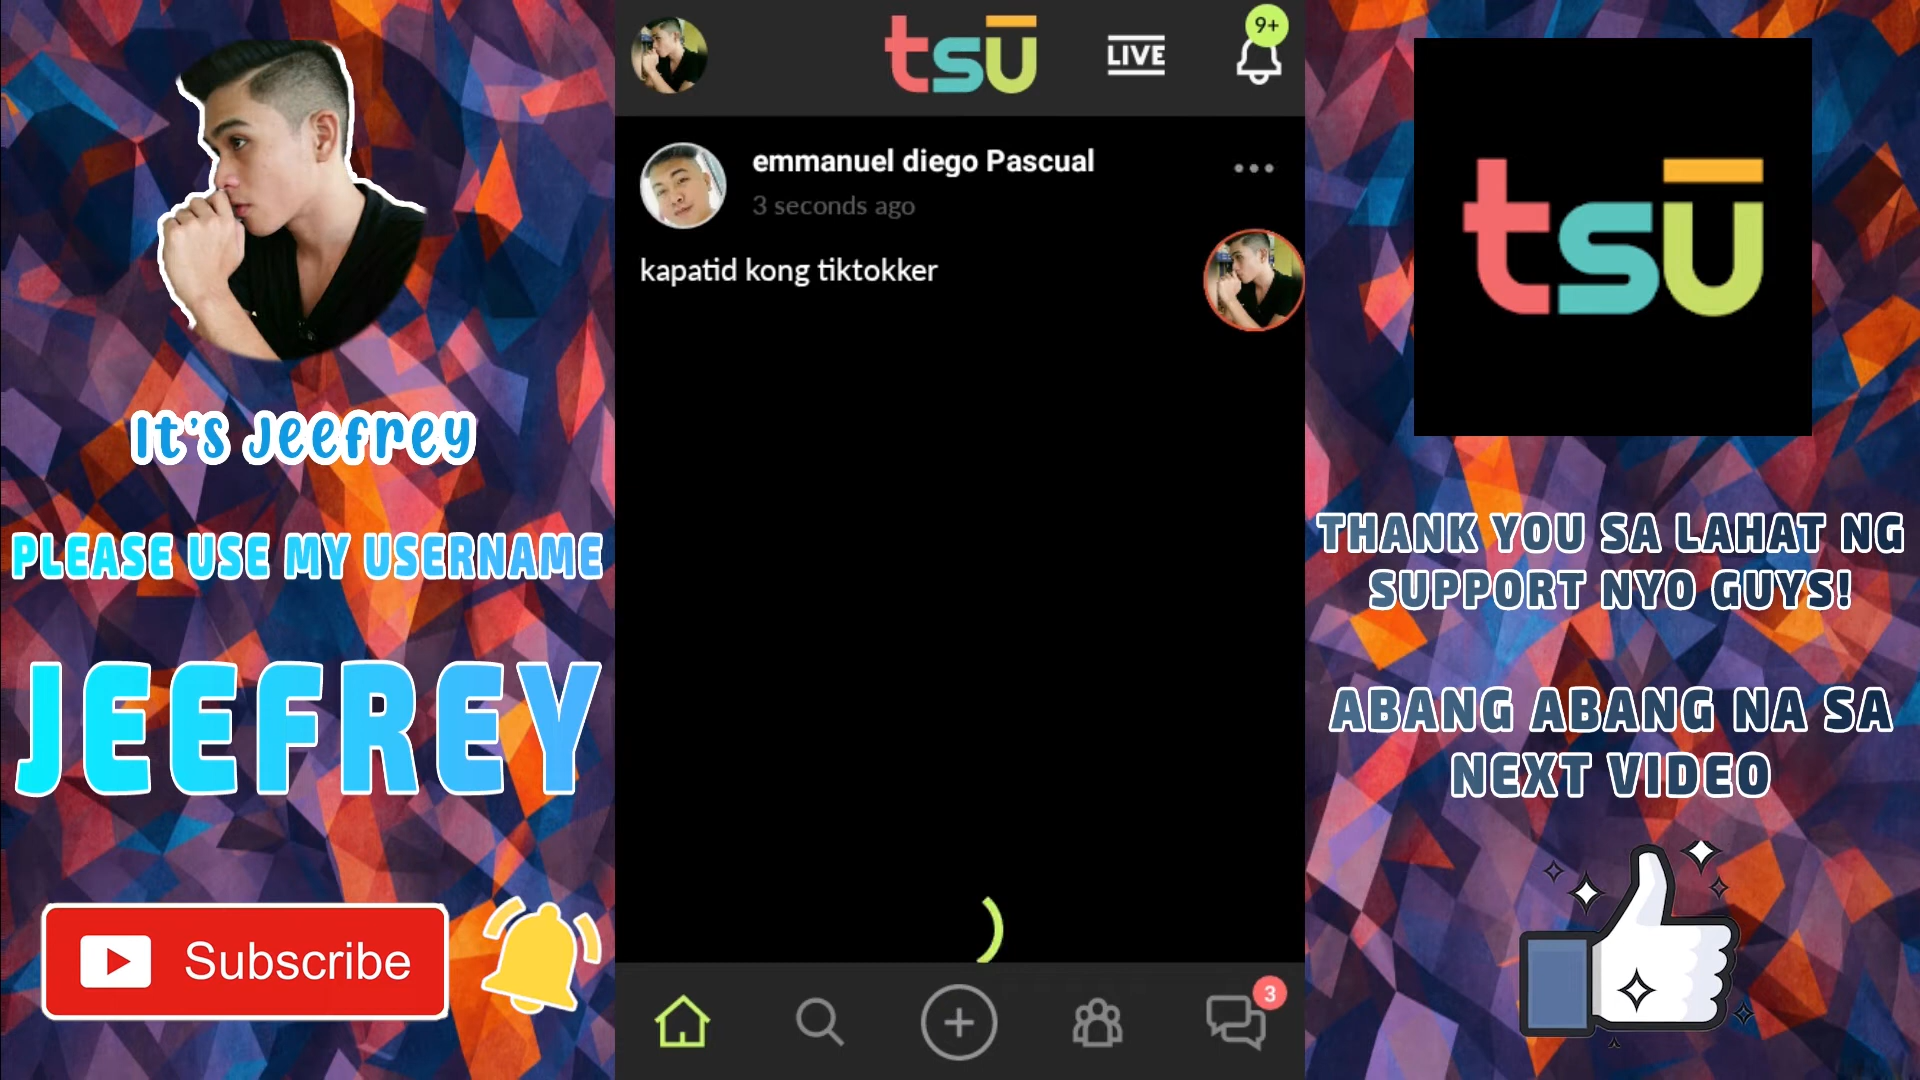 It's Jeefrey
PLEASE USE MY USERNAME
JEEFREY
Subscribe
tsū
LIVE
9+
emmanuel diego Pascual
3 seconds ago
kapatid kong tiktokker
3
tsū
THANK YOU SA LAHAT NG
SUPPORT NYO GUYS!
ABANG ABANG NA SA
NEXT VIDEO